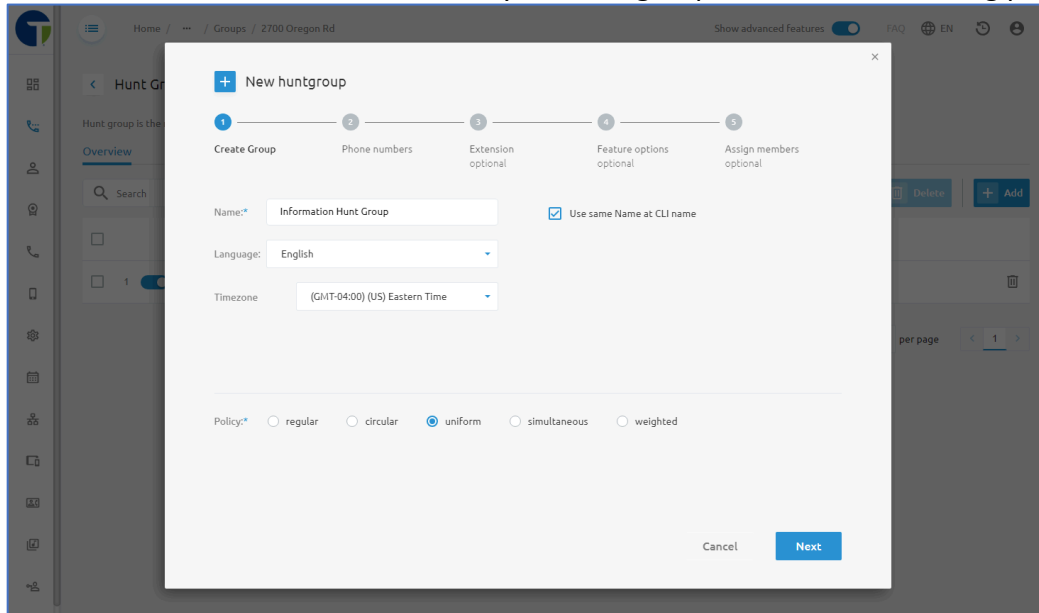 Home / ··· / Groups / 2700 Oregon Rd
Show advanced features
FAQ
EN
Hunt Gr
Hunt group is the
Overview
Search
Delete
+ Add
1
per page
< 1 >
×
+ New huntgroup
1 2 3 4 5
Create Group
Phone numbers
Extension
optional
Feature options
optional
Assign members
optional
Name:* Information Hunt Group
Use same Name at CLI name
Language: English
Timezone (GMT-04:00) (US) Eastern Time
Policy:* regular circular uniform simultaneous weighted
Cancel Next